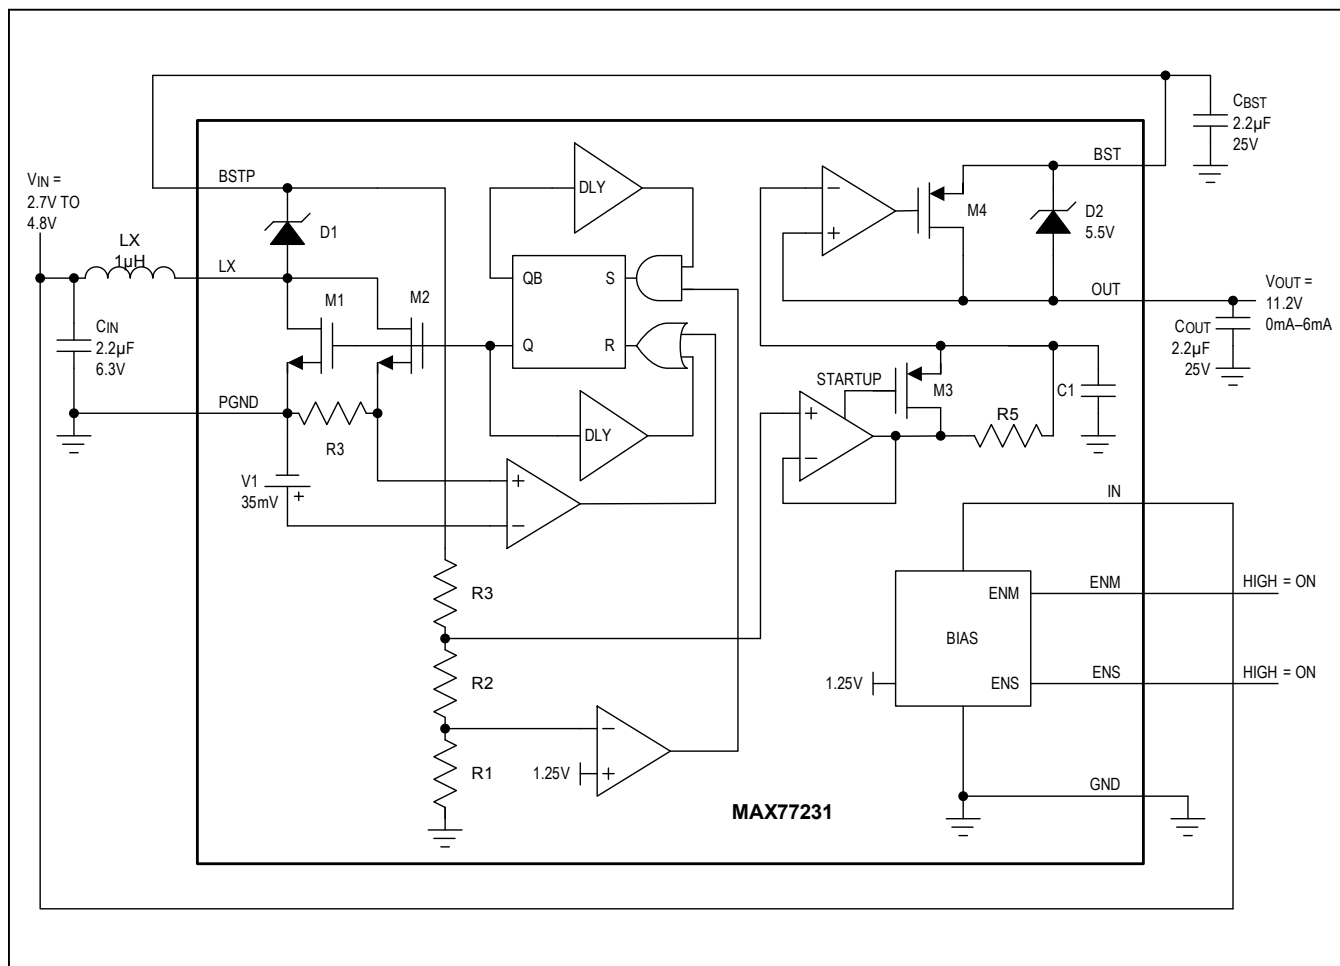 CBST
2.2µF
25V
BSTP
BST
VIN =
2.7V TO
4.8V
DLY
M4
D2
5.5V
D1
LX
1µH
LX
QB
S
OUT
VOUT =
11.2V
0mA–6mA
M1
M2
CIN
2.2µF
6.3V
COUT
2.2µF
25V
Q
R
STARTUP
M3
C1
PGND
R3
DLY
R5
V1
35mV
+
+
−
−
+
+
−
IN
R3
ENM
ENM
HIGH = ON
BIAS
R2
1.25V
ENS
ENS
HIGH = ON
−
R1
1.25V
+
GND
MAX77231